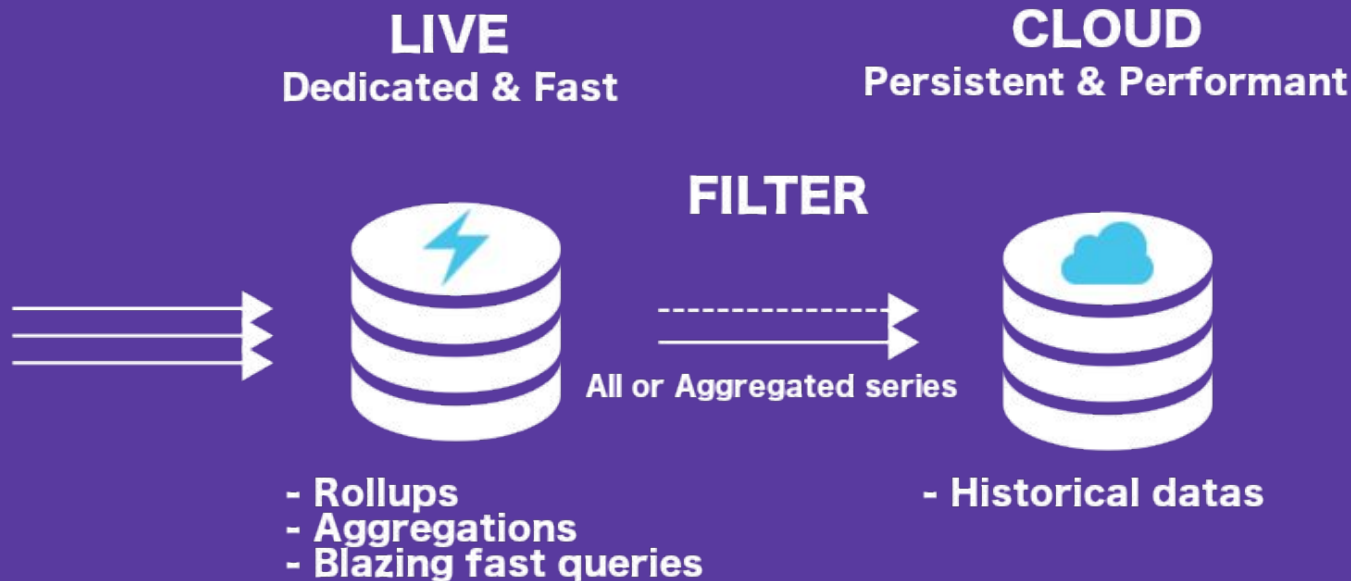 LIVE
Dedicated & Fast
CLOUD
Persistent & Performant
FILTER
All or Aggregated series
- Rollups
- Aggregations
- Blazing fast queries
- Historical datas